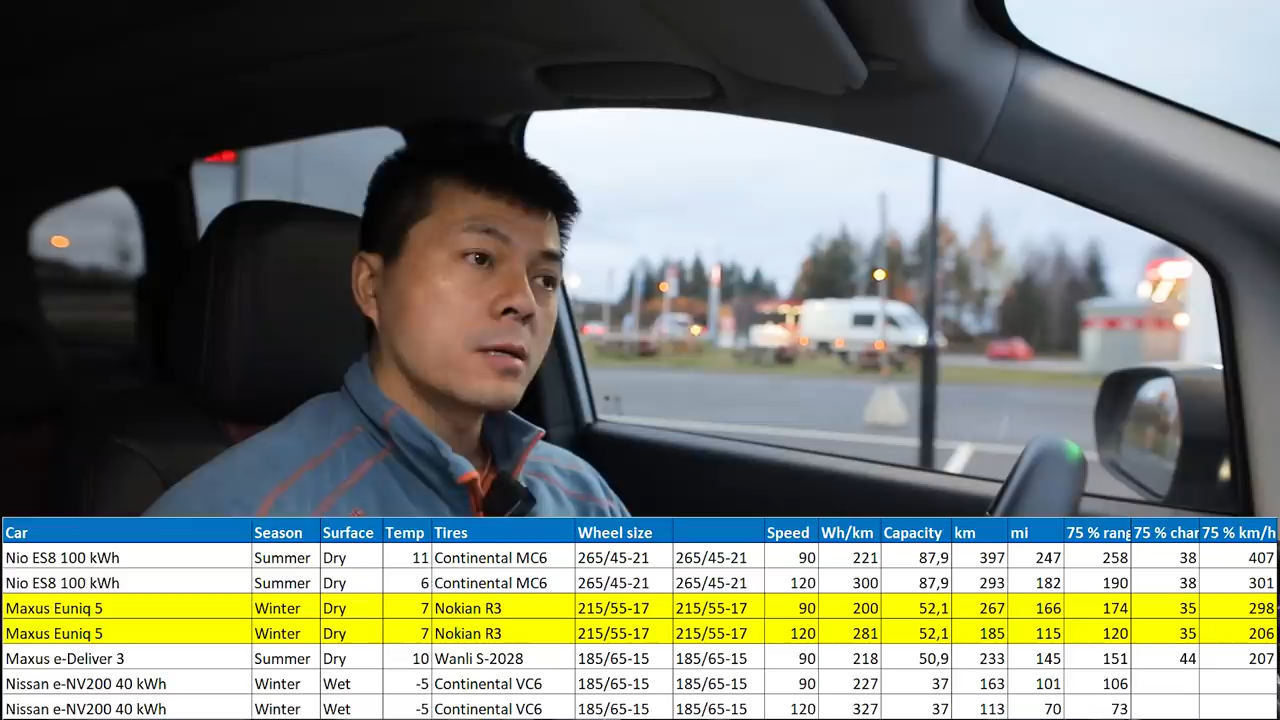 Car Season Surface Temp Tires Wheel size Speed Wh/km Capacity km mi 75 % rang 75 % char 75 % km/h
Nio ES8 100 kWh Summer Dry 11 Continental MC6 265/45-21 265/45-21 90 221 87,9 397 247 258 38 407
Nio ES8 100 kWh Summer Dry 6 Continental MC6 265/45-21 265/45-21 120 300 87,9 293 182 190 38 301
Maxus Euniq 5 Winter Dry 7 Nokian R3 215/55-17 215/55-17 90 200 52,1 267 166 174 35 298
Maxus Euniq 5 Winter Dry 7 Nokian R3 215/55-17 215/55-17 120 281 52,1 185 115 120 35 206
Maxus e-Deliver 3 Summer Dry 10 Wanli S-2028 185/65-15 185/65-15 90 218 50,9 233 145 151 44 207
Nissan e-NV200 40 kWh Winter Wet -5 Continental VC6 185/65-15 185/65-15 90 227 37 163 101 106
Nissan e-NV200 40 kWh Winter Wet -5 Continental VC6 185/65-15 185/65-15 120 327 37 113 70 73